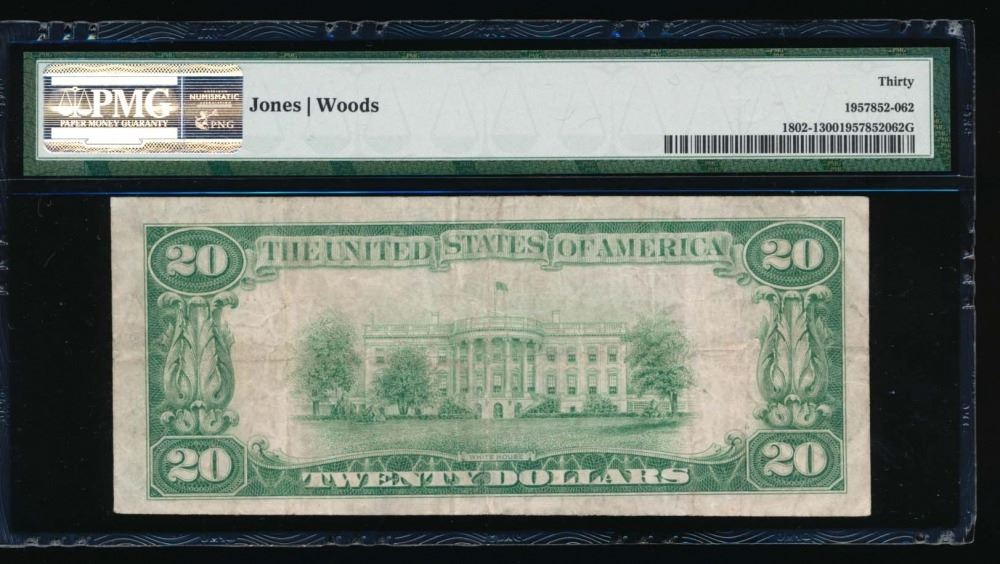 PMG
PAPER MONEY GUARANTY
NUMISMATIC
PNG
Jones | Woods
Thirty
1957852-062
1802-13001957852062G
20
THE UNITED STATES OF AMERICA
20
WHITE HOUSE
20
TWENTY DOLLARS
20